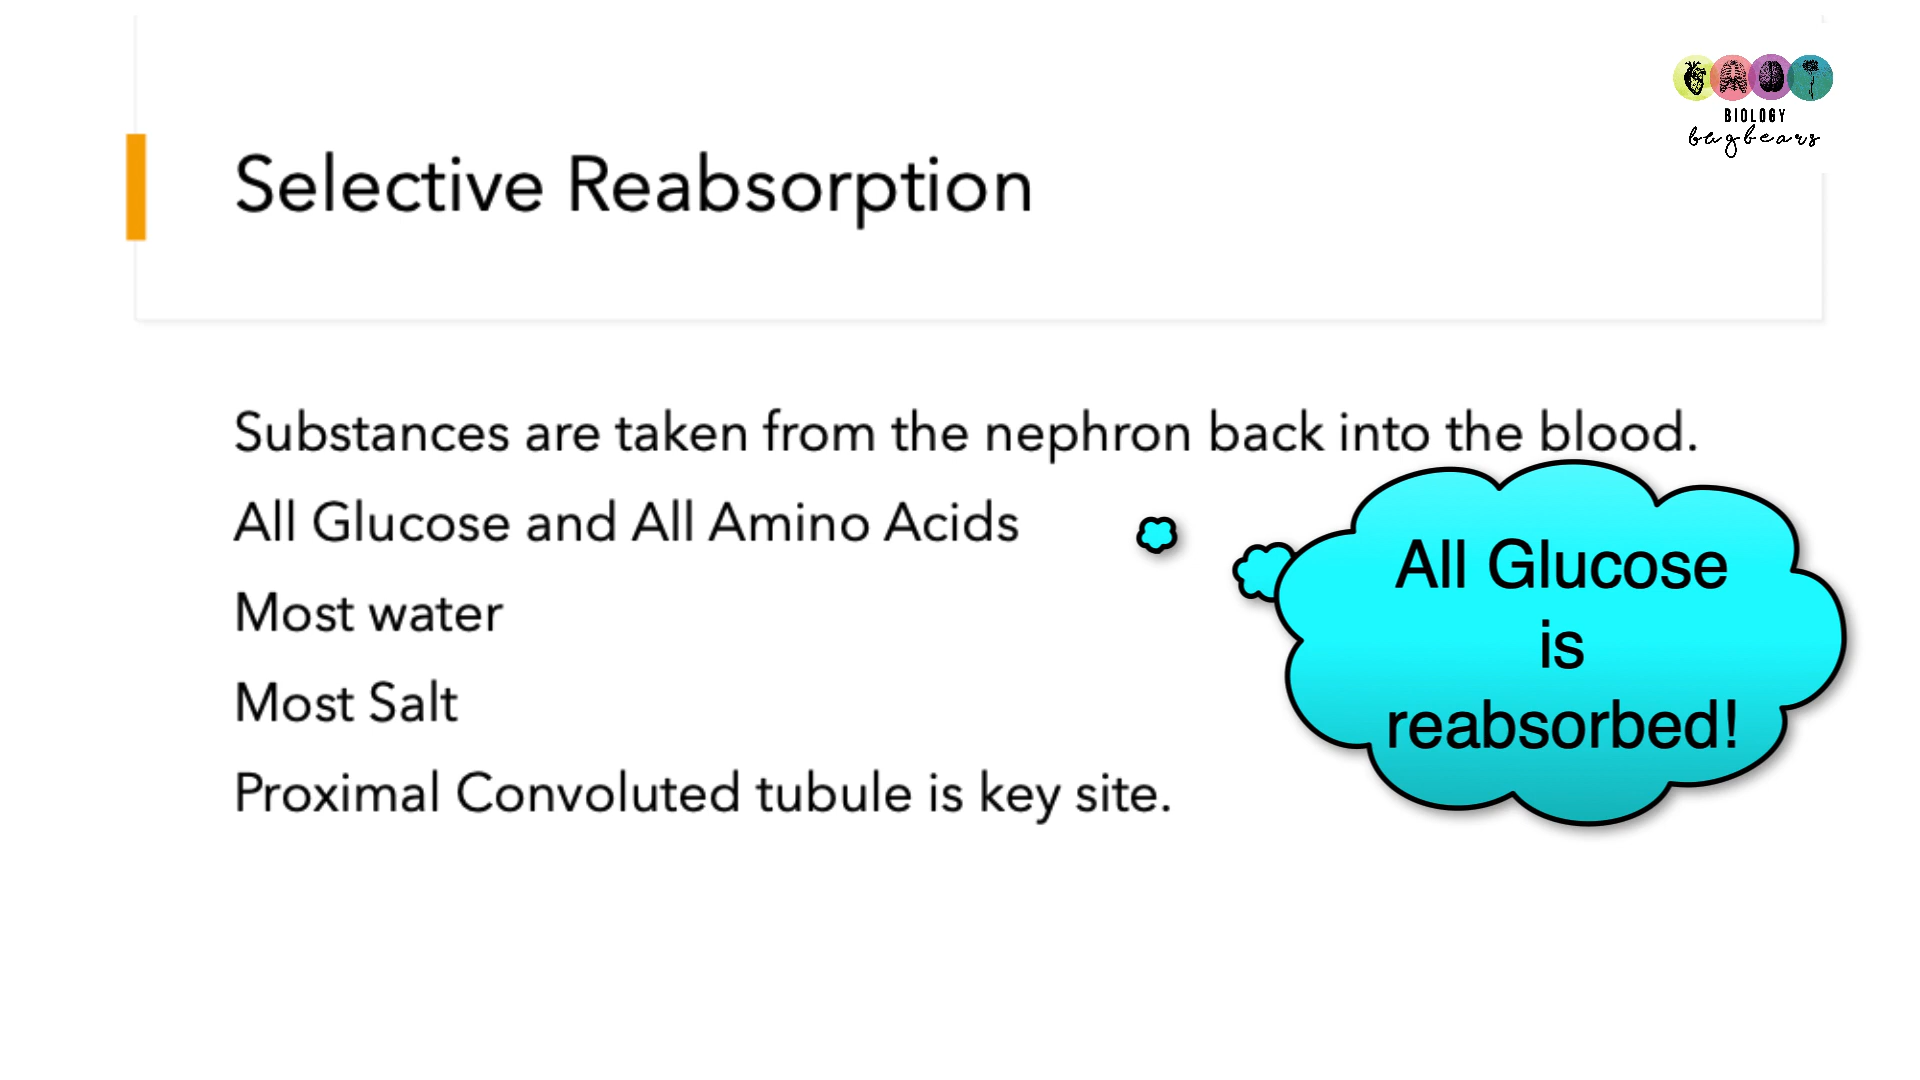 BIOLOGY
bugbears
Selective Reabsorption
Substances are taken from the nephron back into the blood.
All Glucose and All Amino Acids
Most water
Most Salt
Proximal Convoluted tubule is key site.
All Glucose
is
reabsorbed!